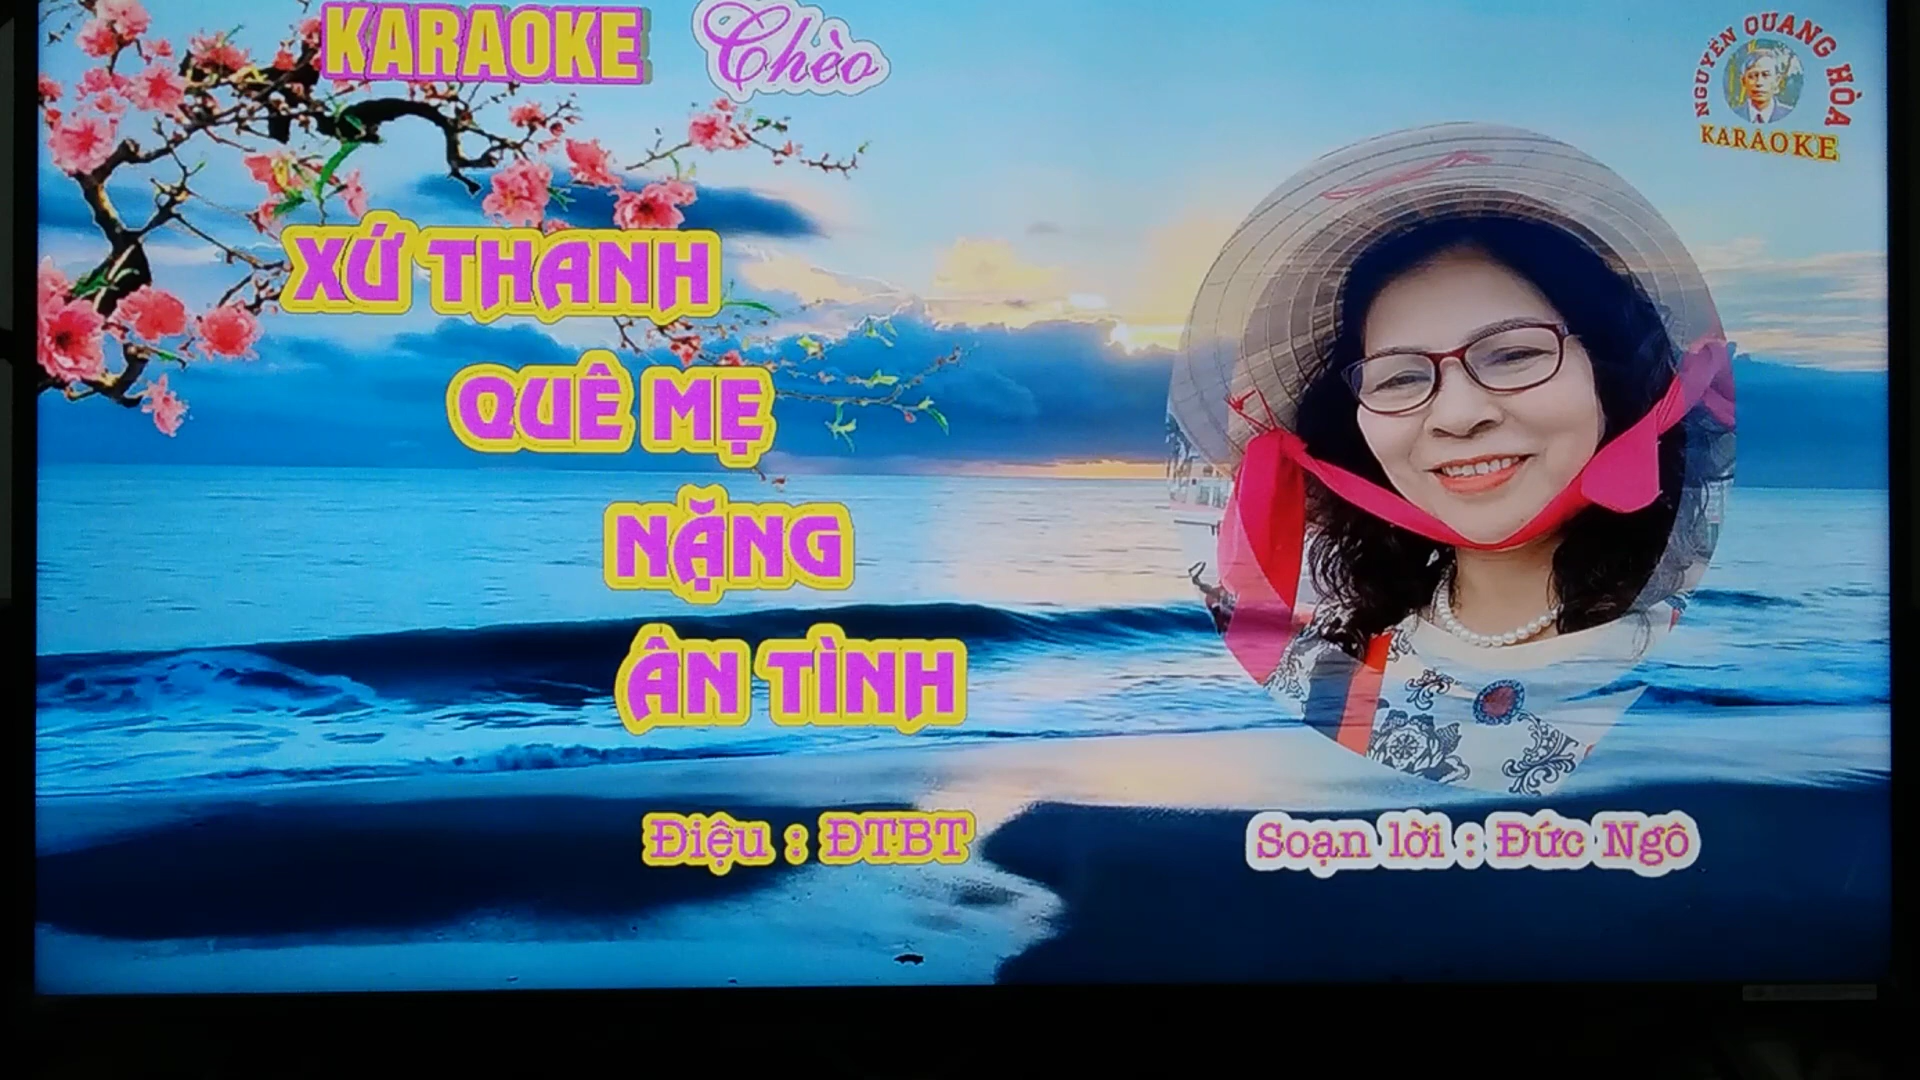 KARAOKE Chèo
NGUYỄN QUANG HÒA
KARAOKE
XỨ THANH
QUÊ MẸ
NẶNG
ÂN TÌNH
Điệu : ĐTBT
Soạn lời : Đức Ngô